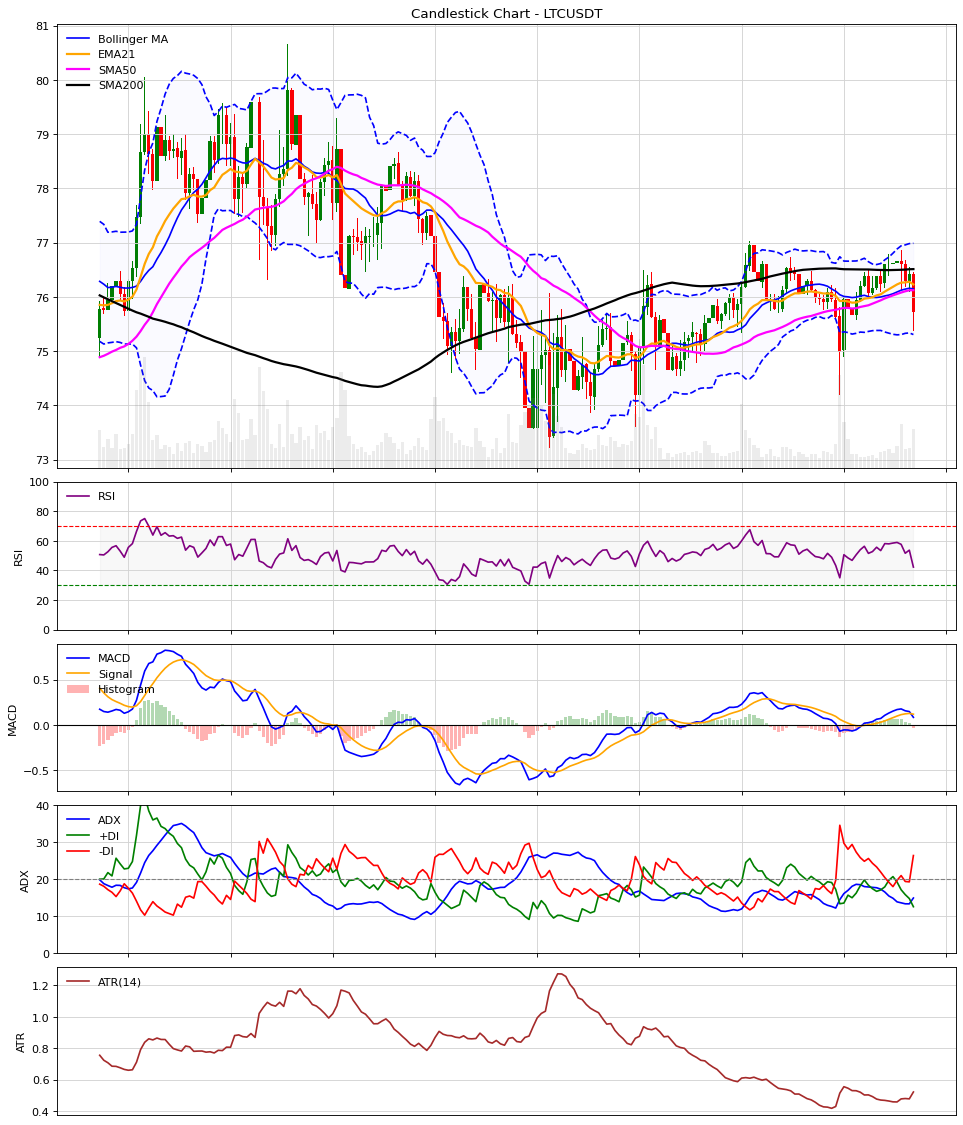 Candlestick Chart - LTCUSDT
81
80
79
78
77
76
75
74
73
Bollinger MA
EMA21
SMA50
SMA200
100
80
60
40
20
0
RSI
RSI
0.5
0.0
−0.5
MACD
MACD
Signal
Histogram
40
30
20
10
0
ADX
ADX
+DI
-DI
1.2
1.0
0.8
0.6
0.4
ATR
ATR(14)